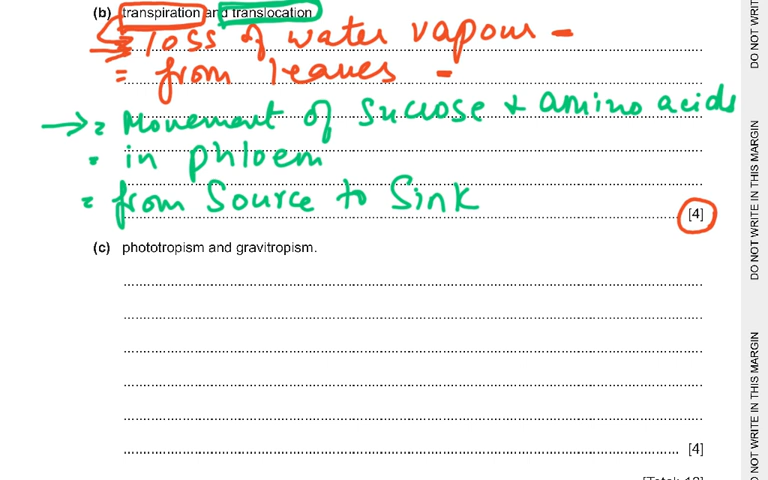 (b) transpiration and translocation
loss of water vapour -
= from leaves -
→ = Movement of sucrose + amino acids
- in phloem
= from Source to Sink
[4]
(c) phototropism and gravitropism.
[4]
DO NOT WRITE IN THIS MARGIN
DO NOT WRITE IN THIS MARGIN